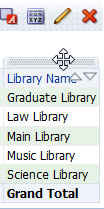 Library Name
Graduate Library
Law Library
Main Library
Music Library
Science Library
Grand Total